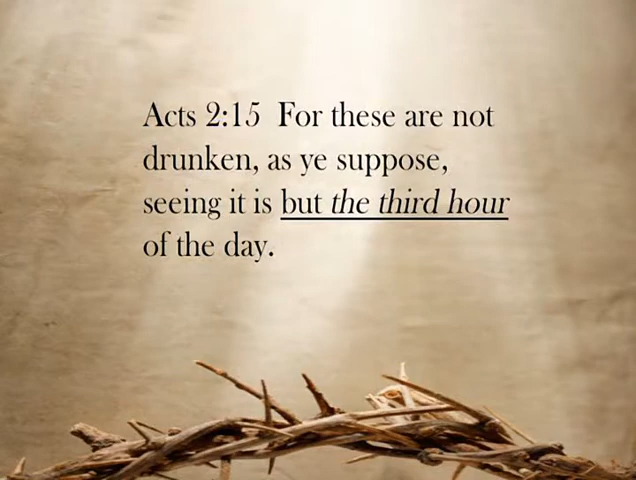 Acts 2:15  For these are not
drunken, as ye suppose,
seeing it is but the third hour
of the day.